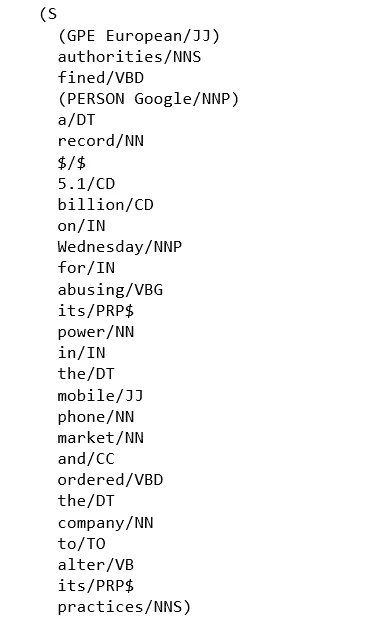 (S
(GPE European/JJ)
authorities/NNS
fined/VBD
(PERSON Google/NNP)
a/DT
record/NN
$/$
5.1/CD
billion/CD
on/IN
Wednesday/NNP
for/IN
abusing/VBG
its/PRP$
power/NN
in/IN
the/DT
mobile/JJ
phone/NN
market/NN
and/CC
ordered/VBD
the/DT
company/NN
to/TO
alter/VB
its/PRP$
practices/NNS)